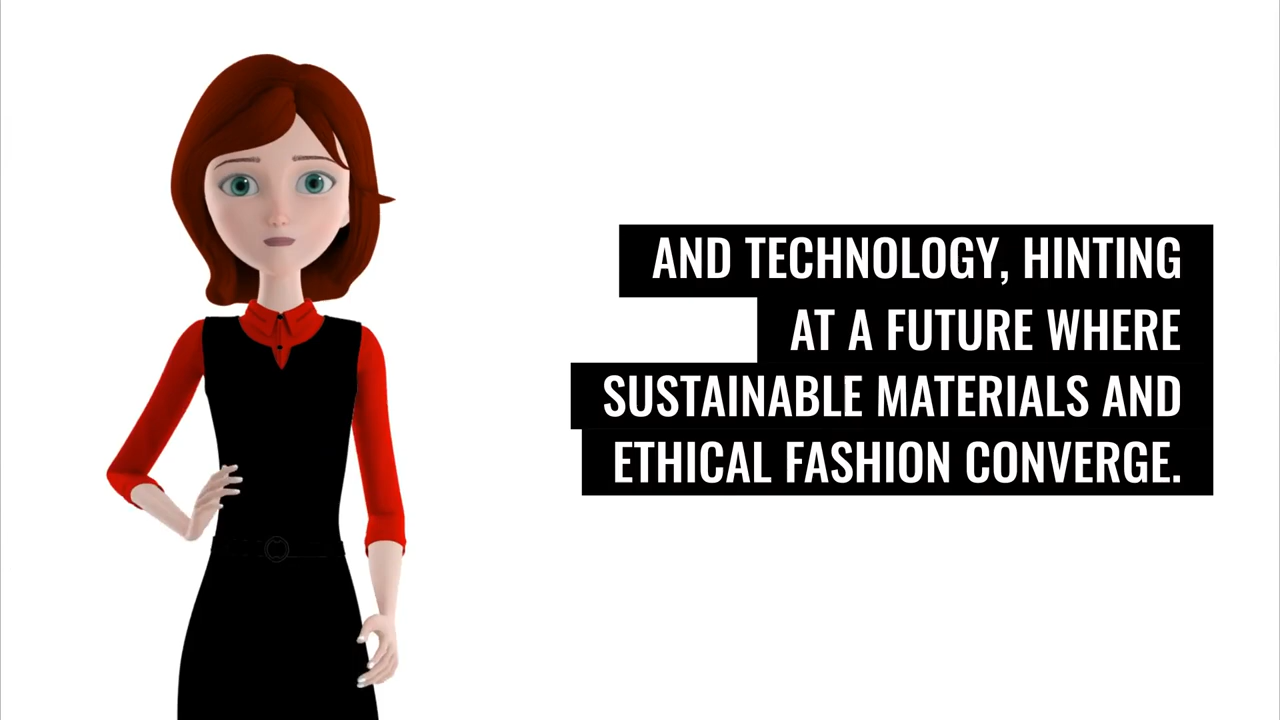 AND TECHNOLOGY, HINTING
AT A FUTURE WHERE
SUSTAINABLE MATERIALS AND
ETHICAL FASHION CONVERGE.